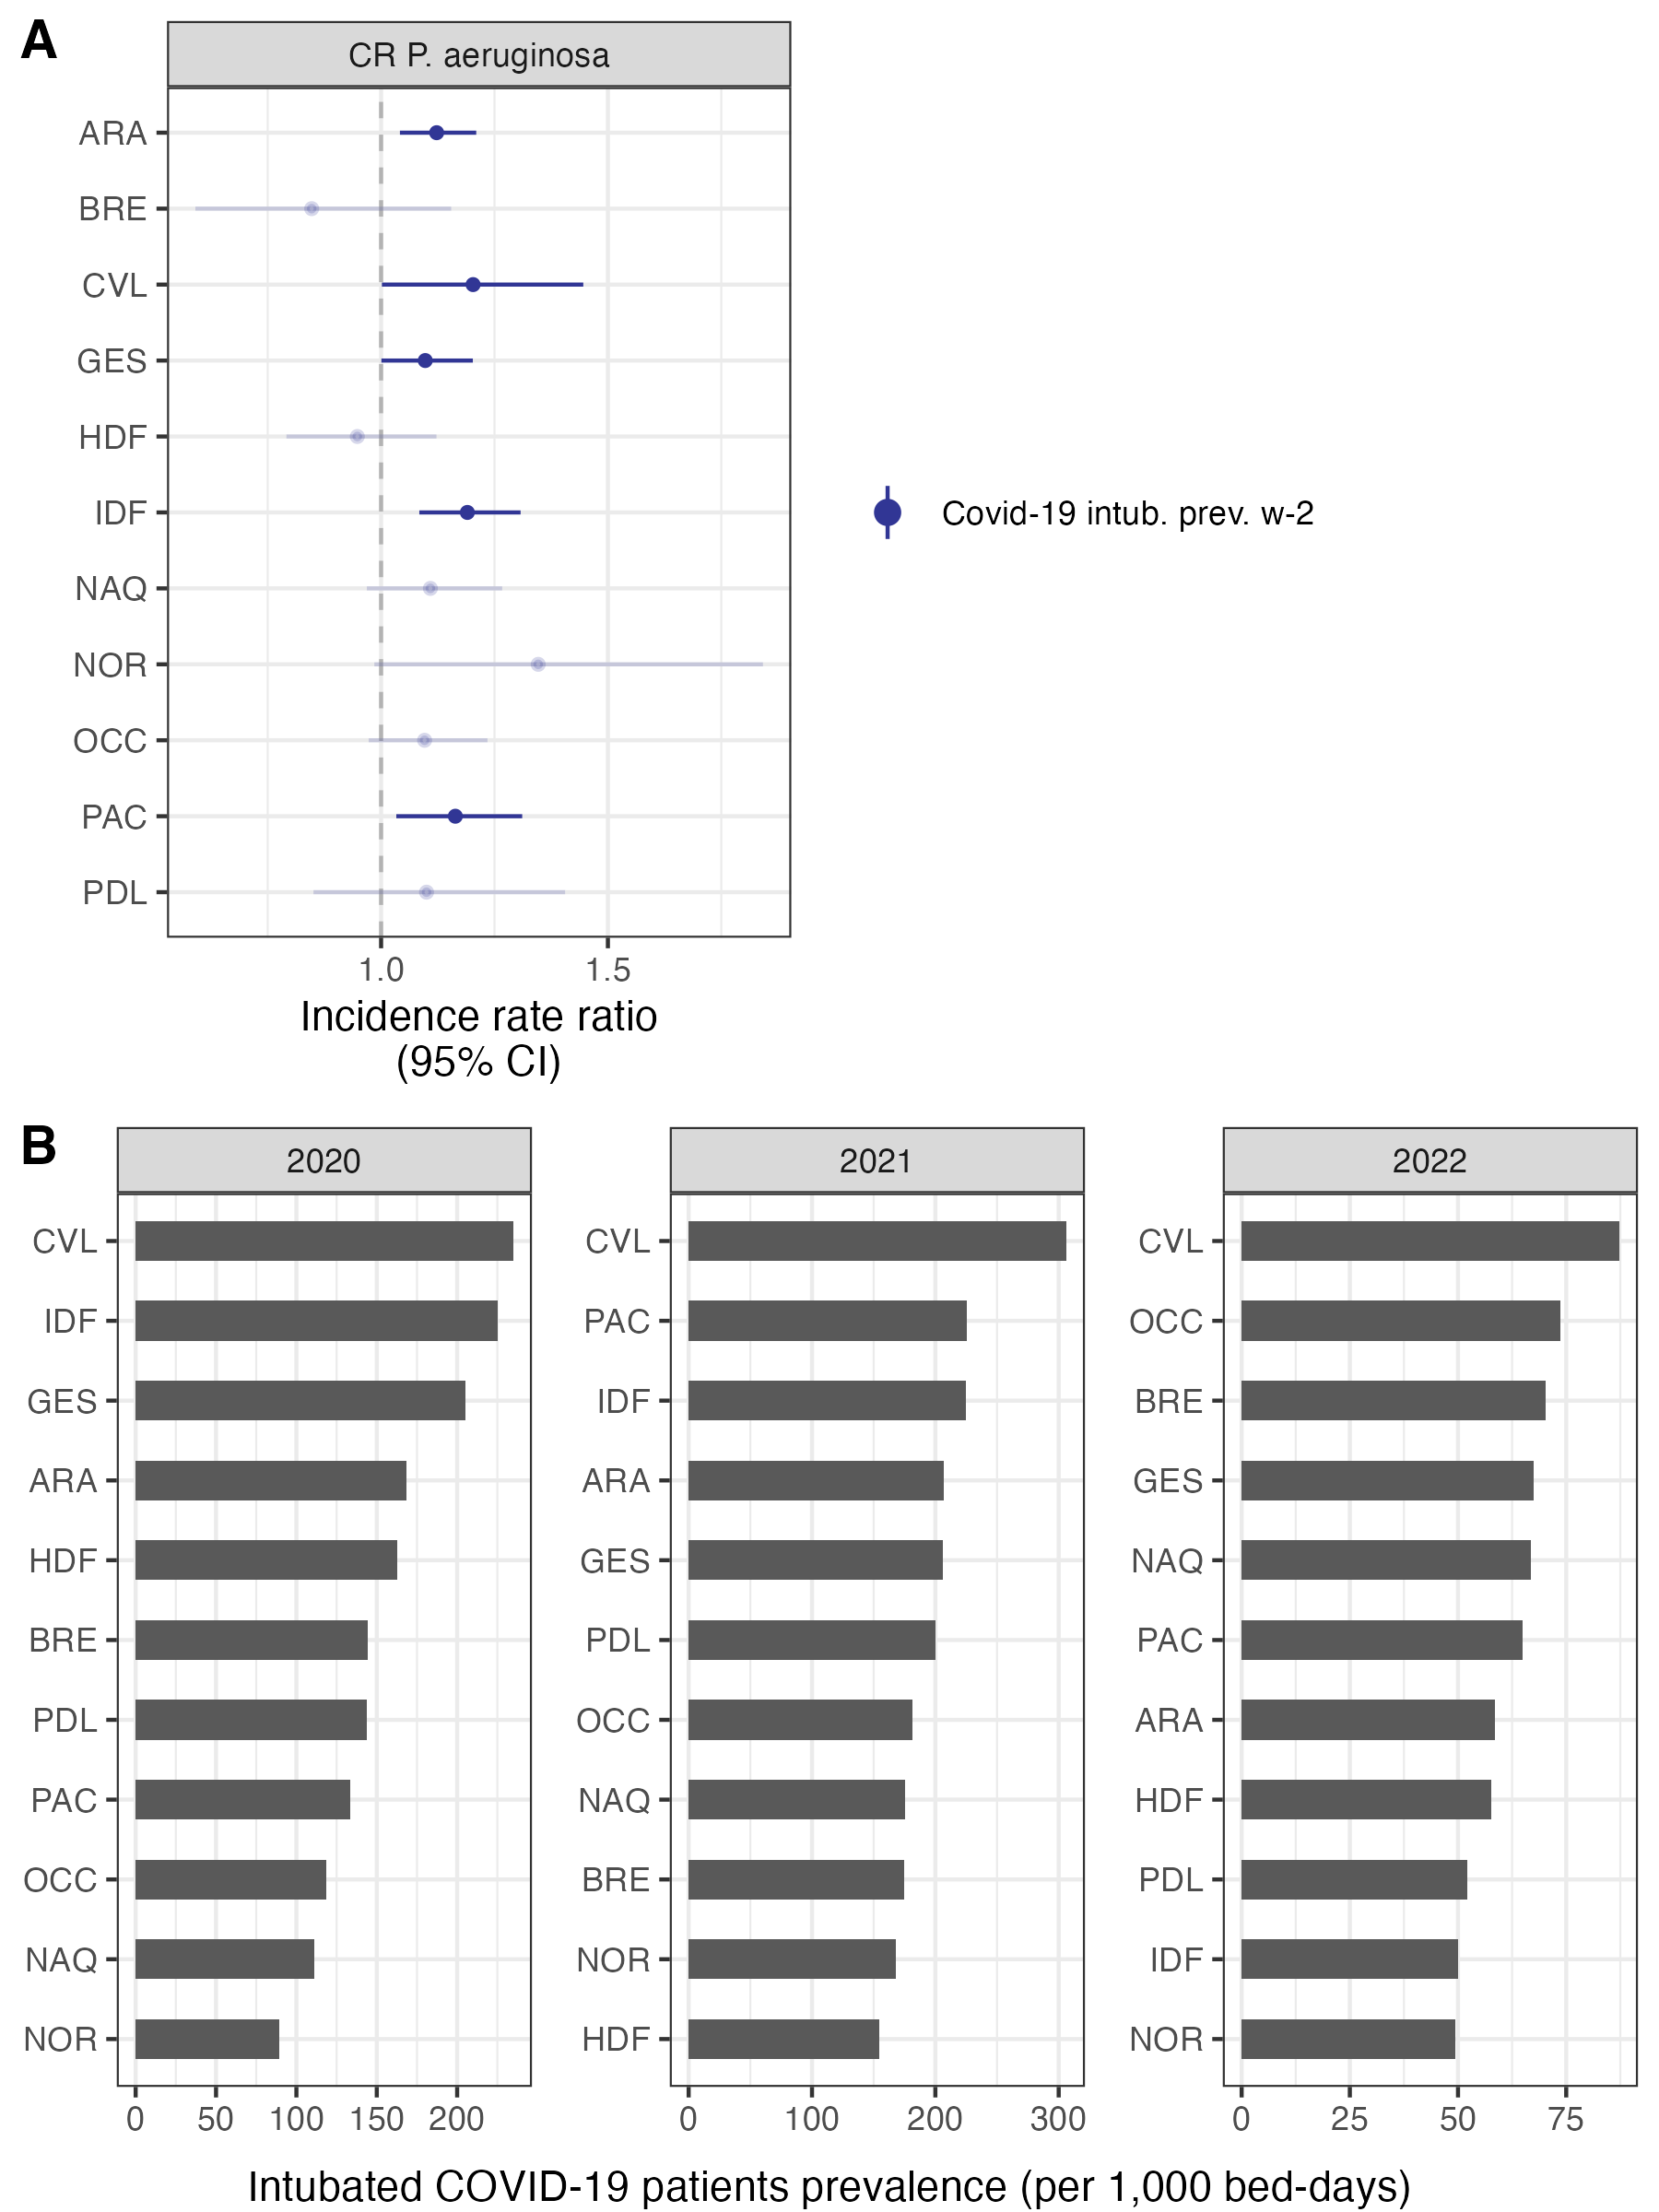 A
CR P. aeruginosa
ARA
BRE
CVL
GES
HDF
IDF
NAQ
NOR
OCC
PAC
PDL
1.0 1.5
Incidence rate ratio
(95% CI)
Covid-19 intub. prev. w-2
B
2020
CVL
IDF
GES
ARA
HDF
BRE
PDL
PAC
OCC
NAQ
NOR
0 50 100 150 200
2021
CVL
PAC
IDF
ARA
GES
PDL
OCC
NAQ
BRE
NOR
HDF
0 100 200 300
2022
CVL
OCC
BRE
GES
NAQ
PAC
ARA
HDF
PDL
IDF
NOR
0 25 50 75
Intubated COVID-19 patients prevalence (per 1,000 bed-days)